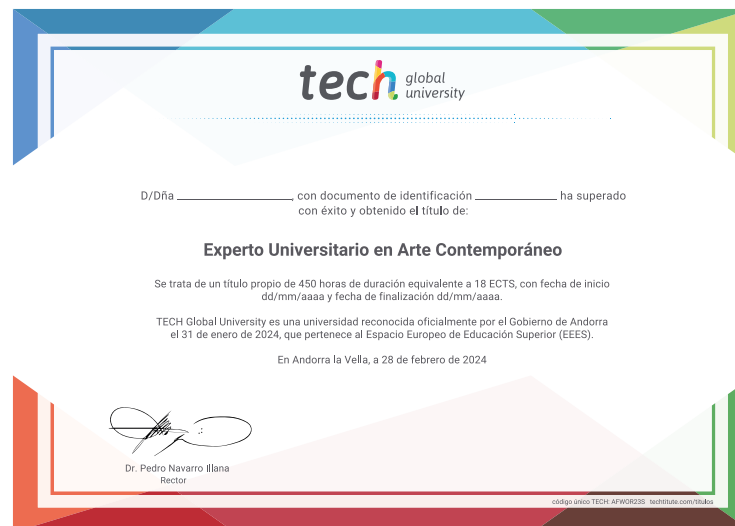 tech global university
D/Dña ____________________, con documento de identificación ______________ ha superado
con éxito y obtenido el título de:
Experto Universitario en Arte Contemporáneo
Se trata de un título propio de 450 horas de duración equivalente a 18 ECTS, con fecha de inicio
dd/mm/aaaa y fecha de finalización dd/mm/aaaa.
TECH Global University es una universidad reconocida oficialmente por el Gobierno de Andorra
el 31 de enero de 2024, que pertenece al Espacio Europeo de Educación Superior (EEES).
En Andorra la Vella, a 28 de febrero de 2024
Dr. Pedro Navarro Illana
Rector
código único TECH: AFWOR23S techtitute.com/titulos